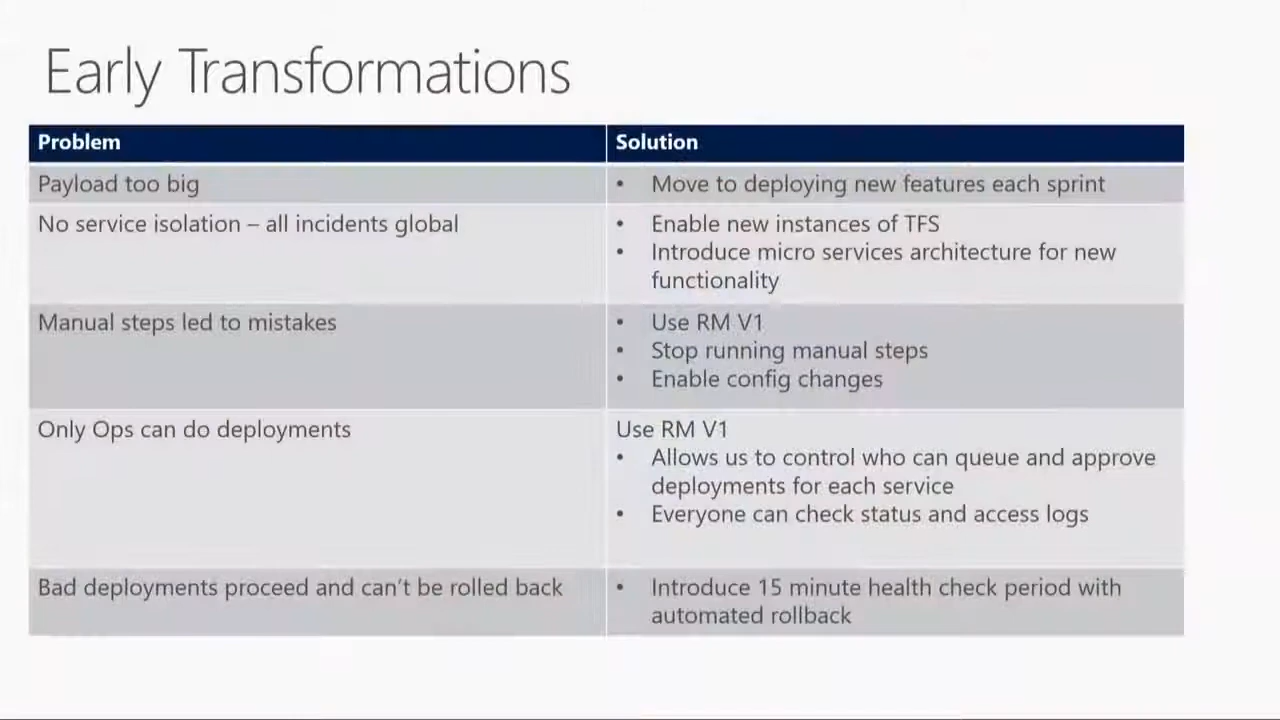 Early Transformations
Problem
Solution
Payload too big
• Move to deploying new features each sprint
No service isolation – all incidents global
• Enable new instances of TFS
• Introduce micro services architecture for new
functionality
Manual steps led to mistakes
• Use RM V1
• Stop running manual steps
• Enable config changes
Only Ops can do deployments
Use RM V1
• Allows us to control who can queue and approve
deployments for each service
• Everyone can check status and access logs
Bad deployments proceed and can't be rolled back
• Introduce 15 minute health check period with
automated rollback